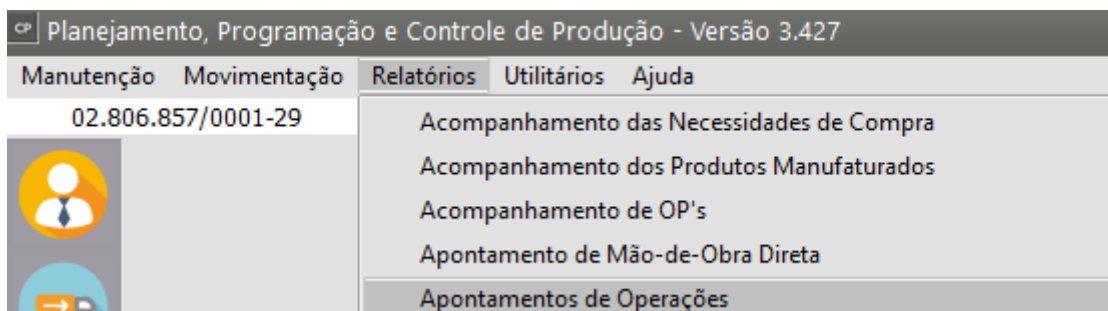 CP Planejamento, Programação e Controle de Produção - Versão 3.427
Manutenção Movimentação Relatórios Utilitários Ajuda
02.806.857/0001-29
Acompanhamento das Necessidades de Compra
Acompanhamento dos Produtos Manufaturados
Acompanhamento de OP's
Apontamento de Mão-de-Obra Direta
Apontamentos de Operações